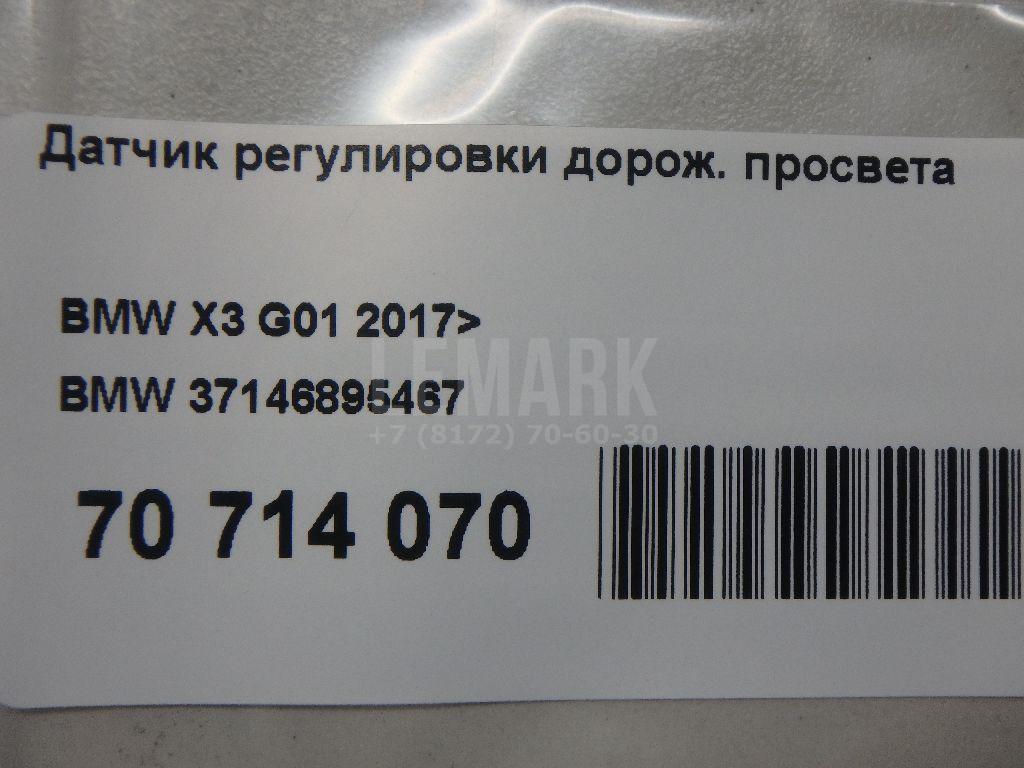 Датчик регулировки дорож. просвета
BMW X3 G01 2017>
LEMARK
BMW 37146895467
+7 (8172) 70-60-30
70 714 070